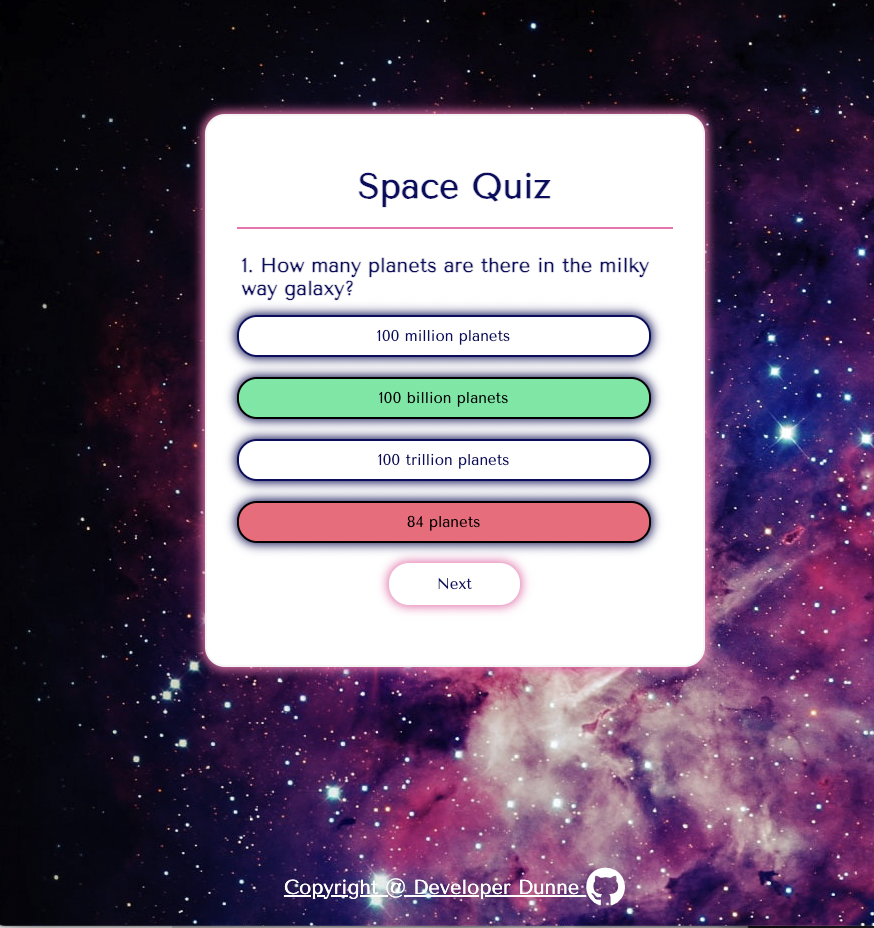 Space Quiz
1. How many planets are there in the milky
way galaxy?
100 million planets
100 billion planets
100 trillion planets
84 planets
Next
Copyright @ Developer Dunne